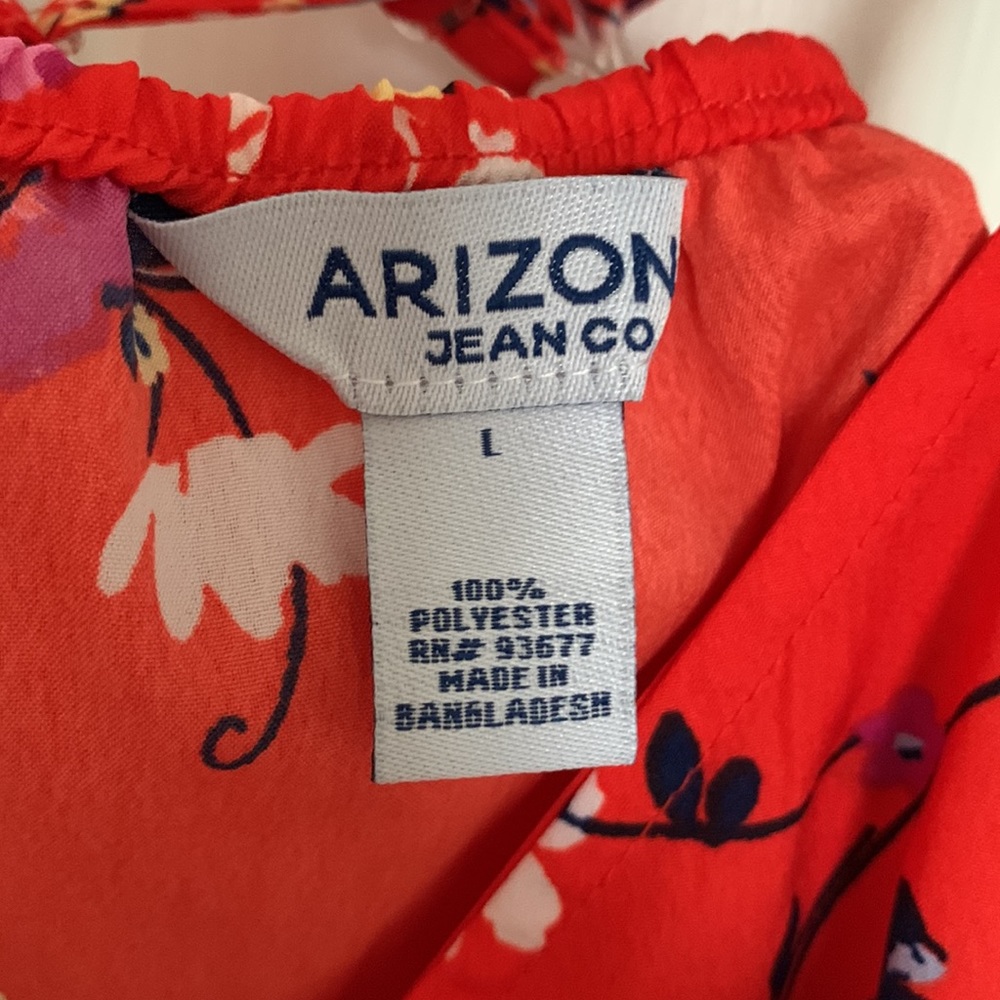 ARIZON
JEAN CO
L
100%
POLYESTER
RN# 93677
MADE IN
BANGLADESH